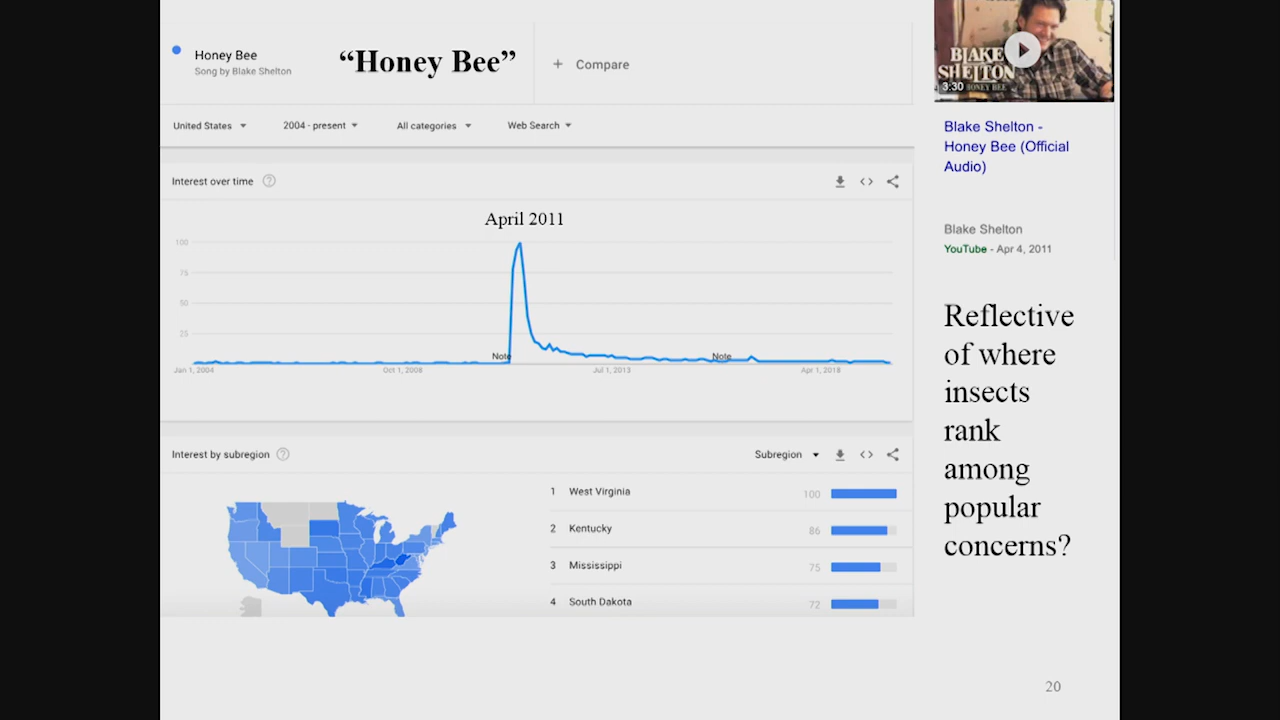 Honey Bee
Song by Blake Shelton
“Honey Bee”
+ Compare
United States
2004 - present
All categories
Web Search
Interest over time
?
April 2011
100
75
50
25
Note
Note
Jan 1, 2004
Oct 1, 2008
Jul 1, 2013
Apr 1, 2018
Interest by subregion
?
Subregion
1 West Virginia 100
2 Kentucky 86
3 Mississippi 75
4 South Dakota 72
BLAKE
SHELTON
3:30 HONEY BEE
Blake Shelton -
Honey Bee (Official
Audio)
Blake Shelton
YouTube - Apr 4, 2011
Reflective
of where
insects
rank
among
popular
concerns?
20